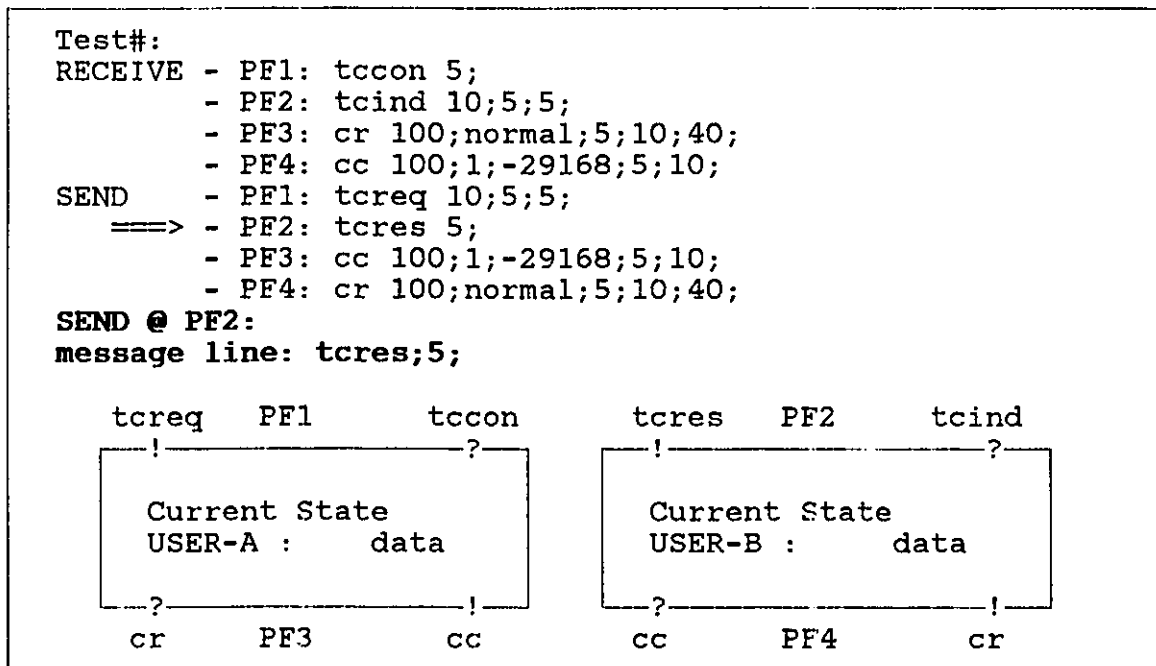 Test#:
RECEIVE - PF1: tccon 5;
- PF2: tcind 10;5;5;
- PF3: cr 100;normal;5;10;40;
- PF4: cc 100;1;-29168;5;10;
SEND - PF1: tcreq 10;5;5;
===> - PF2: tcres 5;
- PF3: cc 100;1;-29168;5;10;
- PF4: cr 100;normal;5;10;40;
SEND @ PF2:
message line: tcres;5;
tcreq PF1 tccon tcres PF2 tcind
! ? ! ?
Current State Current State
USER-A : data USER-B : data
? ! ? !
cr PF3 cc cc PF4 cr